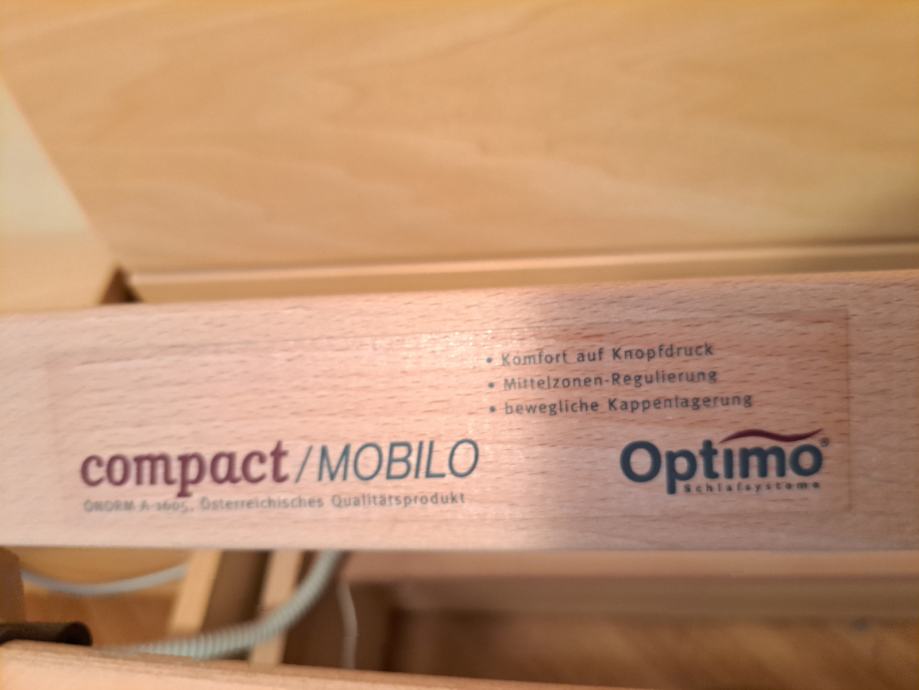 • Komfort auf Knopfdruck
• Mittelzonen-Regulierung
• bewegliche Kappenlagerung
compact/MOBILO
ÖNORM A 1605, Österreichisches Qualitätsprodukt
Optimo®
Schlafsysteme